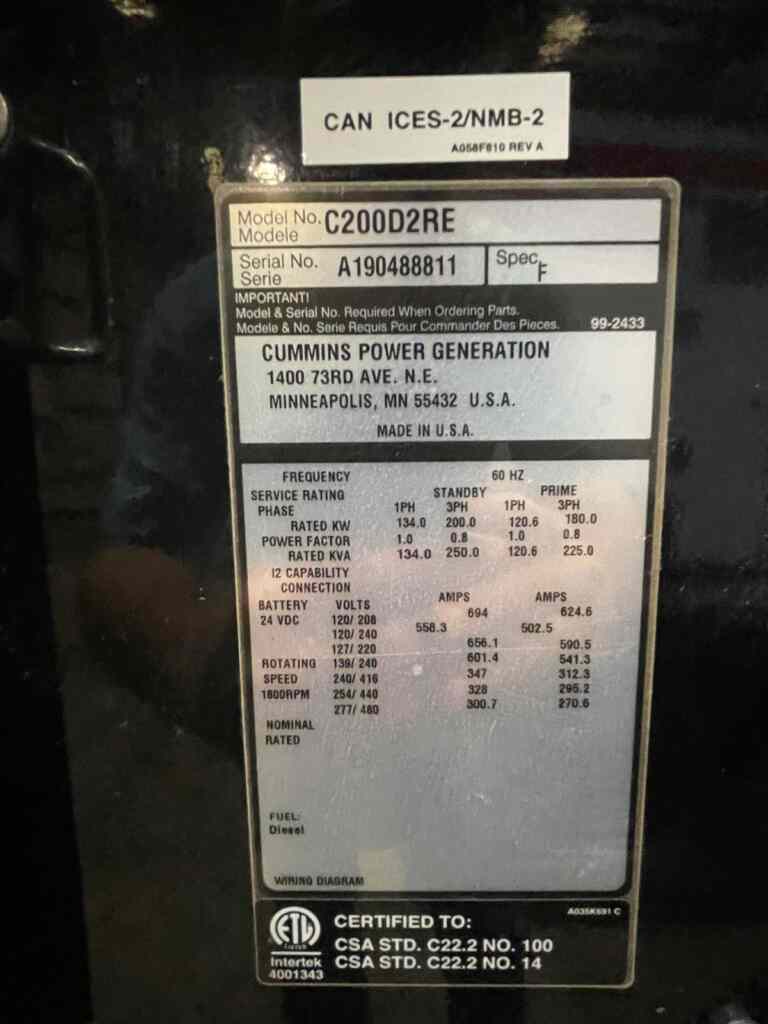 CAN ICES-2/NMB-2
A058F810 REV A
Model No. C200D2RE
Modele
Serial No. A190488811 Spec F
Serie
IMPORTANT!
Model & Serial No. Required When Ordering Parts.
Modele & No. Serie Requis Pour Commander Des Pieces. 99-2433
CUMMINS POWER GENERATION
1400 73RD AVE. N.E.
MINNEAPOLIS, MN 55432 U.S.A.
MADE IN U.S.A.
FREQUENCY 60 HZ
SERVICE RATING STANDBY PRIME
PHASE 1PH 3PH 1PH 3PH
RATED KW 134.0 200.0 120.6 180.0
POWER FACTOR 1.0 0.8 1.0 0.8
RATED KVA 134.0 250.0 120.6 225.0
I2 CAPABILITY
CONNECTION
BATTERY VOLTS AMPS AMPS
24 VDC 120/ 208 694 624.6
120/ 240 558.3 502.5
127/ 220 656.1 590.5
ROTATING 139/ 240 601.4 541.3
SPEED 240/ 416 347 312.3
1800RPM 254/ 440 328 295.2
277/ 480 300.7 270.6
NOMINAL
RATED
FUEL:
Diesel
WIRING DIAGRAM
A035K691 C
ETL CERTIFIED TO:
LISTED CSA STD. C22.2 NO. 100
Intertek CSA STD. C22.2 NO. 14
4001343